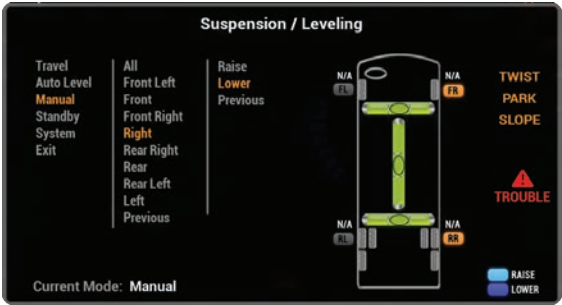 Suspension / Leveling
Travel
Auto Level
Manual
Standby
System
Exit
All
Front Left
Front
Front Right
Right
Rear Right
Rear
Rear Left
Left
Previous
Raise
Lower
Previous
N/A
FL
N/A
FR
N/A
RL
N/A
RR
TWIST
PARK
SLOPE
TROUBLE
RAISE
LOWER
Current Mode: Manual